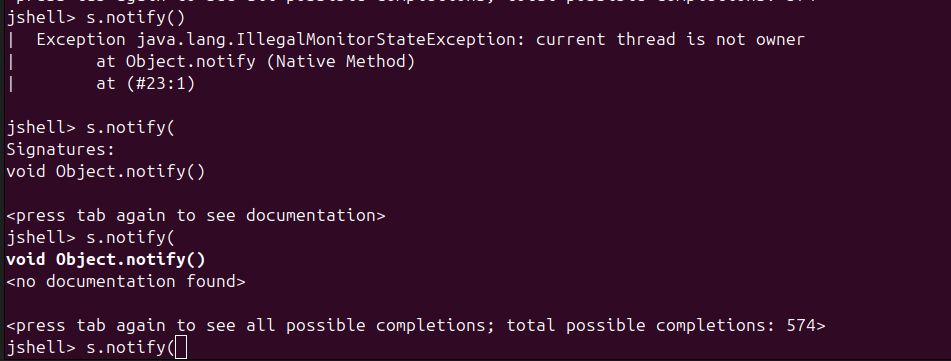 jshell> s.notify()
|  Exception java.lang.IllegalMonitorStateException: current thread is not owner
|        at Object.notify (Native Method)
|        at (#23:1)
jshell> s.notify(
Signatures:
void Object.notify()
<press tab again to see documentation>
jshell> s.notify(
void Object.notify()
<no documentation found>
<press tab again to see all possible completions; total possible completions: 574>
jshell> s.notify(